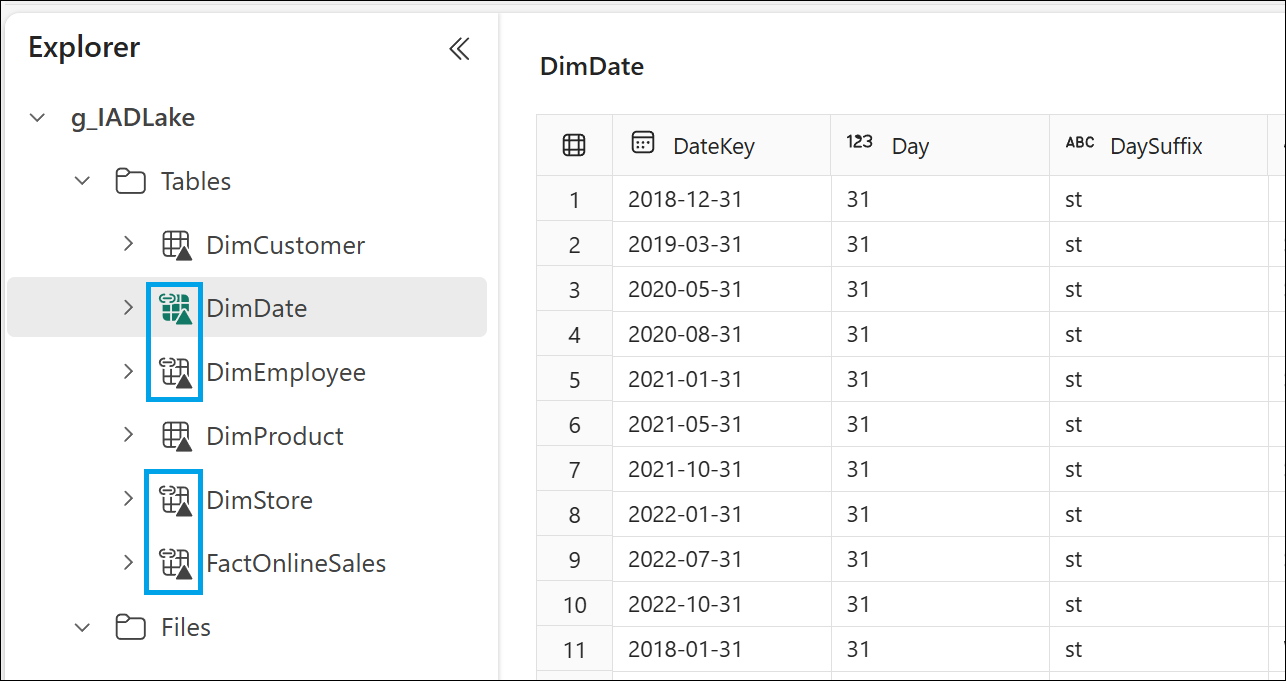 Explorer
g_IADLake
Tables
DimCustomer
DimDate
DimEmployee
DimProduct
DimStore
FactOnlineSales
Files
DimDate
DateKey 123 Day ABC DaySuffix
1 2018-12-31 31 st
2 2019-03-31 31 st
3 2020-05-31 31 st
4 2020-08-31 31 st
5 2021-01-31 31 st
6 2021-05-31 31 st
7 2021-10-31 31 st
8 2022-01-31 31 st
9 2022-07-31 31 st
10 2022-10-31 31 st
11 2018-01-31 31 st